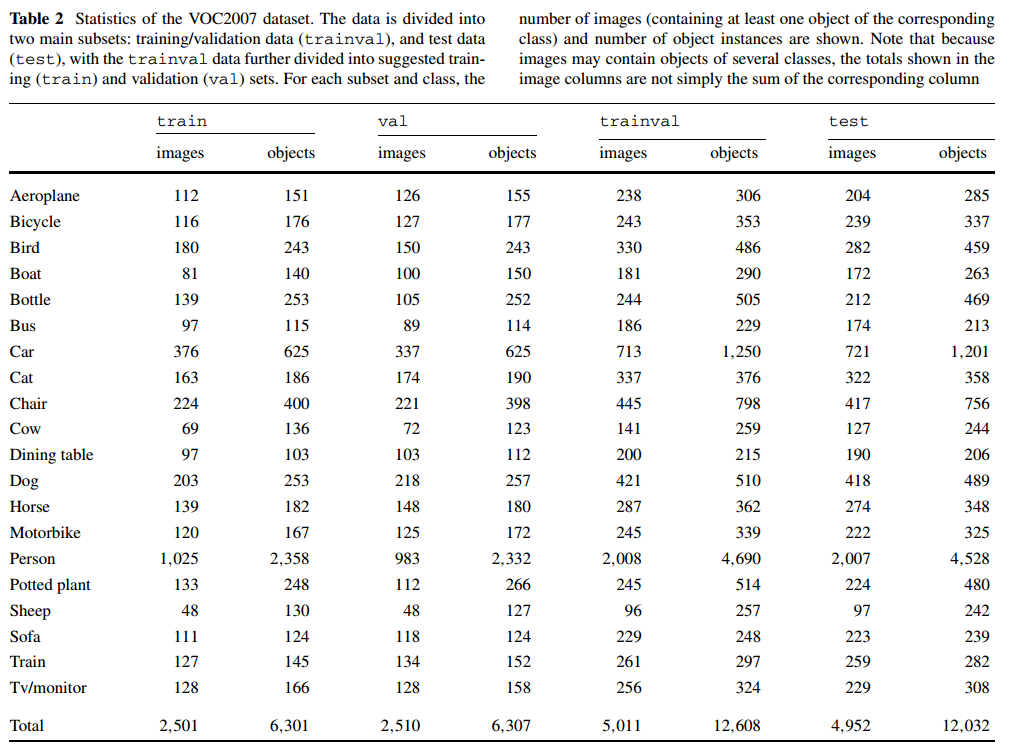 Table 2 Statistics of the VOC2007 dataset. The data is divided into
two main subsets: training/validation data (trainval), and test data
(test), with the trainval data further divided into suggested train-
ing (train) and validation (val) sets. For each subset and class, the
number of images (containing at least one object of the corresponding
class) and number of object instances are shown. Note that because
images may contain objects of several classes, the totals shown in the
image columns are not simply the sum of the corresponding column
train val trainval test
images objects images objects images objects images objects
Aeroplane 112 151 126 155 238 306 204 285
Bicycle 116 176 127 177 243 353 239 337
Bird 180 243 150 243 330 486 282 459
Boat 81 140 100 150 181 290 172 263
Bottle 139 253 105 252 244 505 212 469
Bus 97 115 89 114 186 229 174 213
Car 376 625 337 625 713 1,250 721 1,201
Cat 163 186 174 190 337 376 322 358
Chair 224 400 221 398 445 798 417 756
Cow 69 136 72 123 141 259 127 244
Dining table 97 103 103 112 200 215 190 206
Dog 203 253 218 257 421 510 418 489
Horse 139 182 148 180 287 362 274 348
Motorbike 120 167 125 172 245 339 222 325
Person 1,025 2,358 983 2,332 2,008 4,690 2,007 4,528
Potted plant 133 248 112 266 245 514 224 480
Sheep 48 130 48 127 96 257 97 242
Sofa 111 124 118 124 229 248 223 239
Train 127 145 134 152 261 297 259 282
Tv/monitor 128 166 128 158 256 324 229 308
Total 2,501 6,301 2,510 6,307 5,011 12,608 4,952 12,032